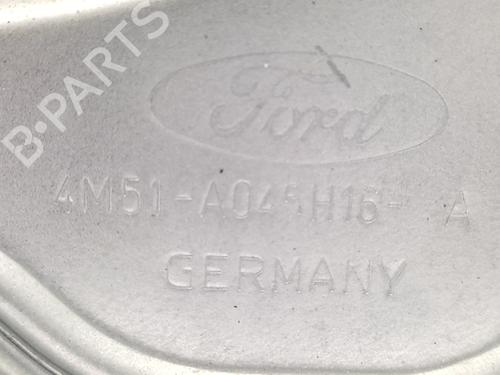 B-PARTS
Ford
4M51-A045H16- A
GERMANY